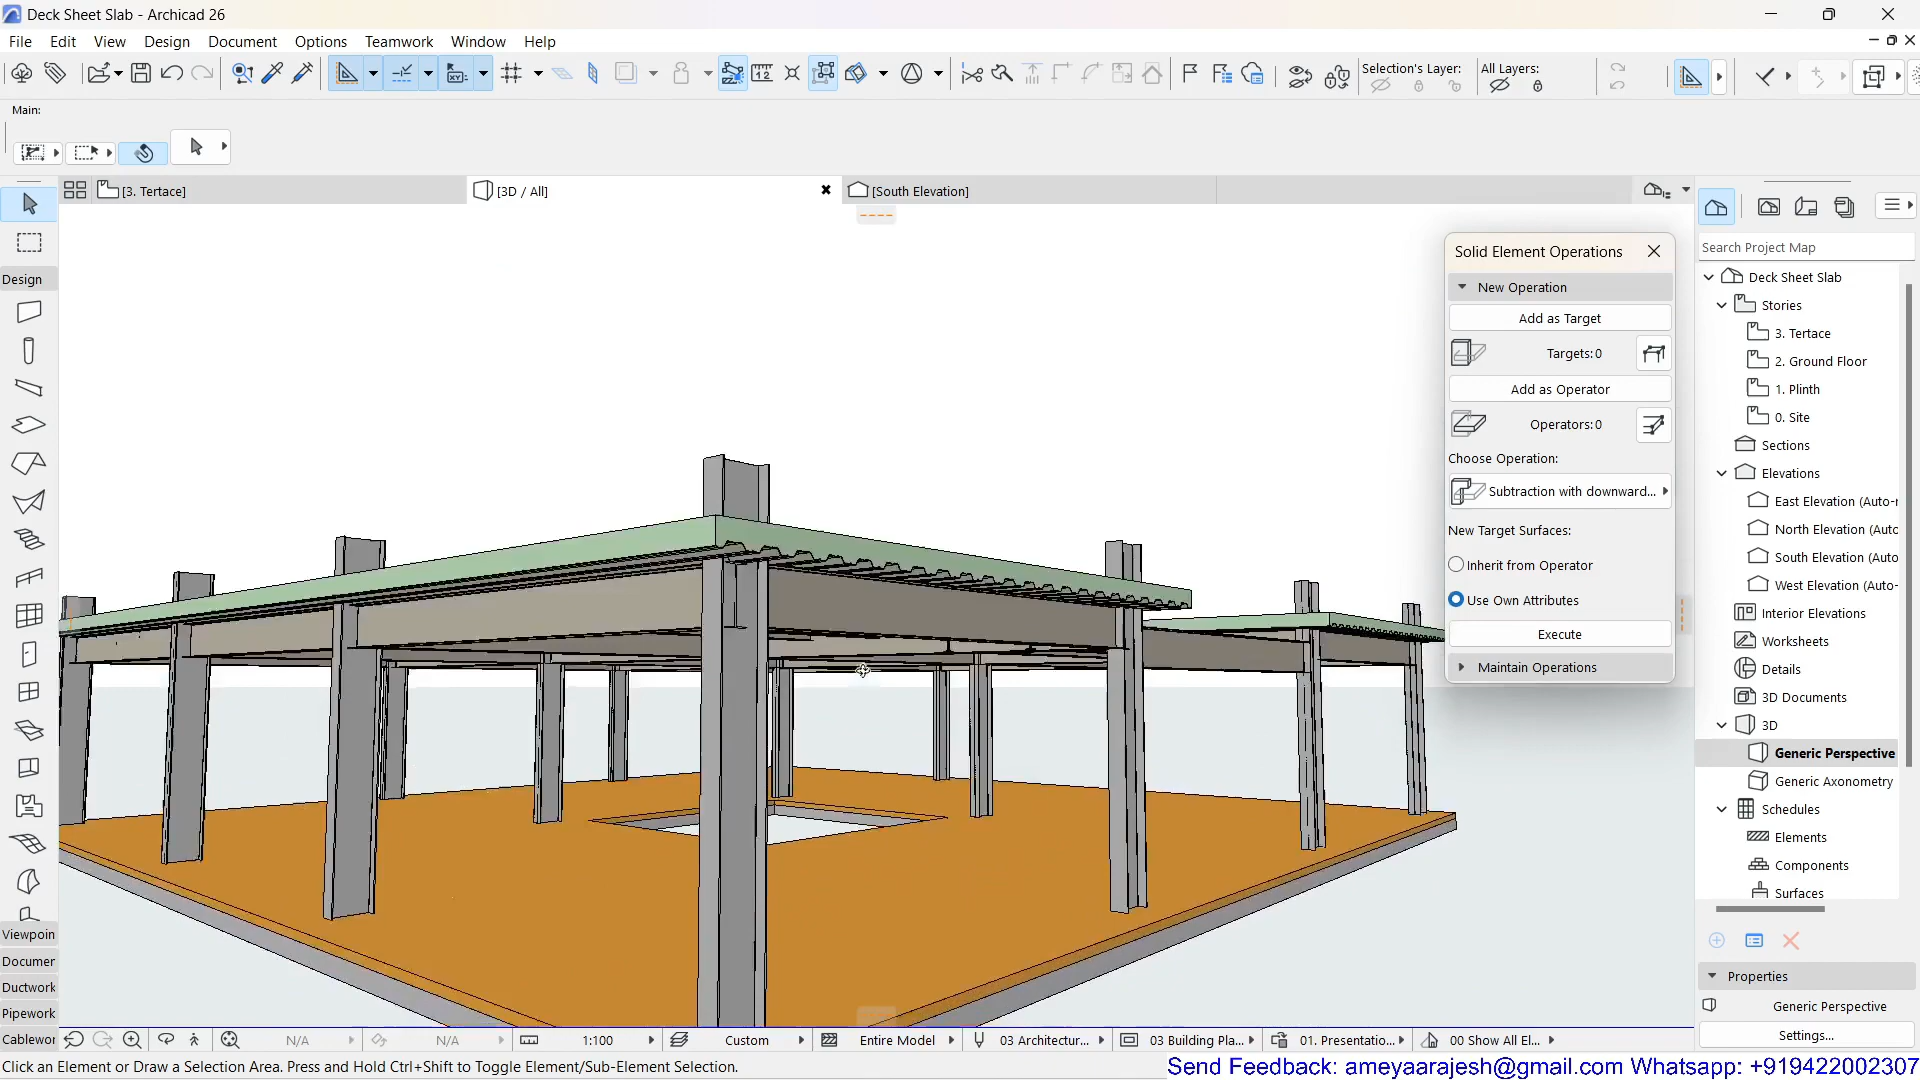 Deck Sheet Slab - Archicad 26
File Edit View Design Document Options Teamwork Window Help
Selection's Layer:
All Layers:
Main:
[3. Tertace]
[3D / All]
[South Elevation]
Design
Viewpoin
Documer
Ductwork
Pipework
Cablewor
Solid Element Operations
New Operation
Add as Target
Targets:0
Add as Operator
Operators:0
Choose Operation:
Subtraction with downward...
New Target Surfaces:
Inherit from Operator
Use Own Attributes
Execute
Maintain Operations
Search Project Map
Deck Sheet Slab
Stories
3. Tertace
2. Ground Floor
1. Plinth
0. Site
Sections
Elevations
East Elevation (Auto-r
North Elevation (Auto
South Elevation (Auto
West Elevation (Auto-
Interior Elevations
Worksheets
Details
3D Documents
3D
Generic Perspective
Generic Axonometry
Schedules
Elements
Components
Surfaces
Properties
Generic Perspective
Settings...
N/A
N/A
1:100
Custom
Entire Model
03 Architectur...
03 Building Pla...
01. Presentatio...
00 Show All El...
Click an Element or Draw a Selection Area. Press and Hold Ctrl+Shift to Toggle Element/Sub-Element Selection.
Send Feedback: ameyaarajesh@gmail.com Whatsapp: +919422002307